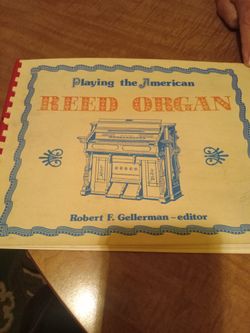 Playing the American
REED ORGAN
Robert F. Gellerman - editor